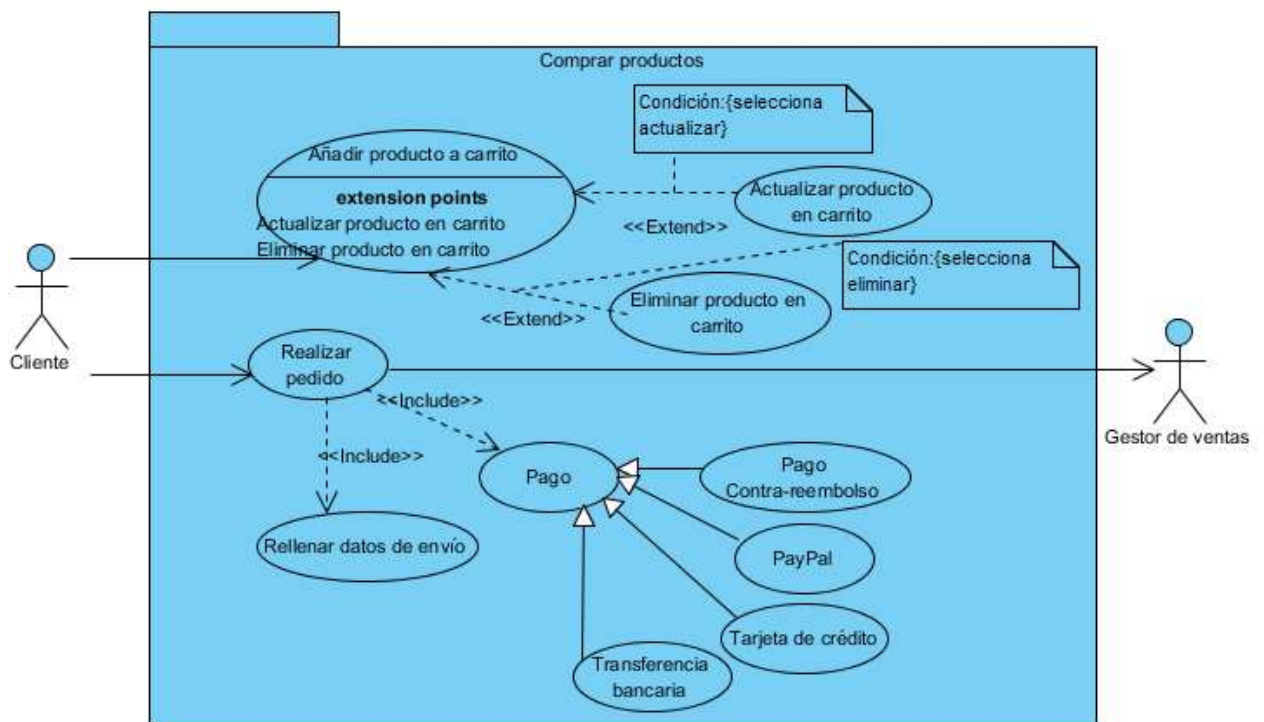 Comprar productos
Condición:{selecciona
actualizar}
Añadir producto a carrito
extension points
Actualizar producto en carrito
Eliminar producto en carrito
Actualizar producto
en carrito
<<Extend>>
Condición:{selecciona
eliminar}
Eliminar producto en
carrito
<<Extend>>
Cliente
Realizar
pedido
<<Include>>
<<Include>>
Gestor de ventas
Pago
Pago
Contra-reembolso
Rellenar datos de envío
PayPal
Tarjeta de crédito
Transferencia
bancaria